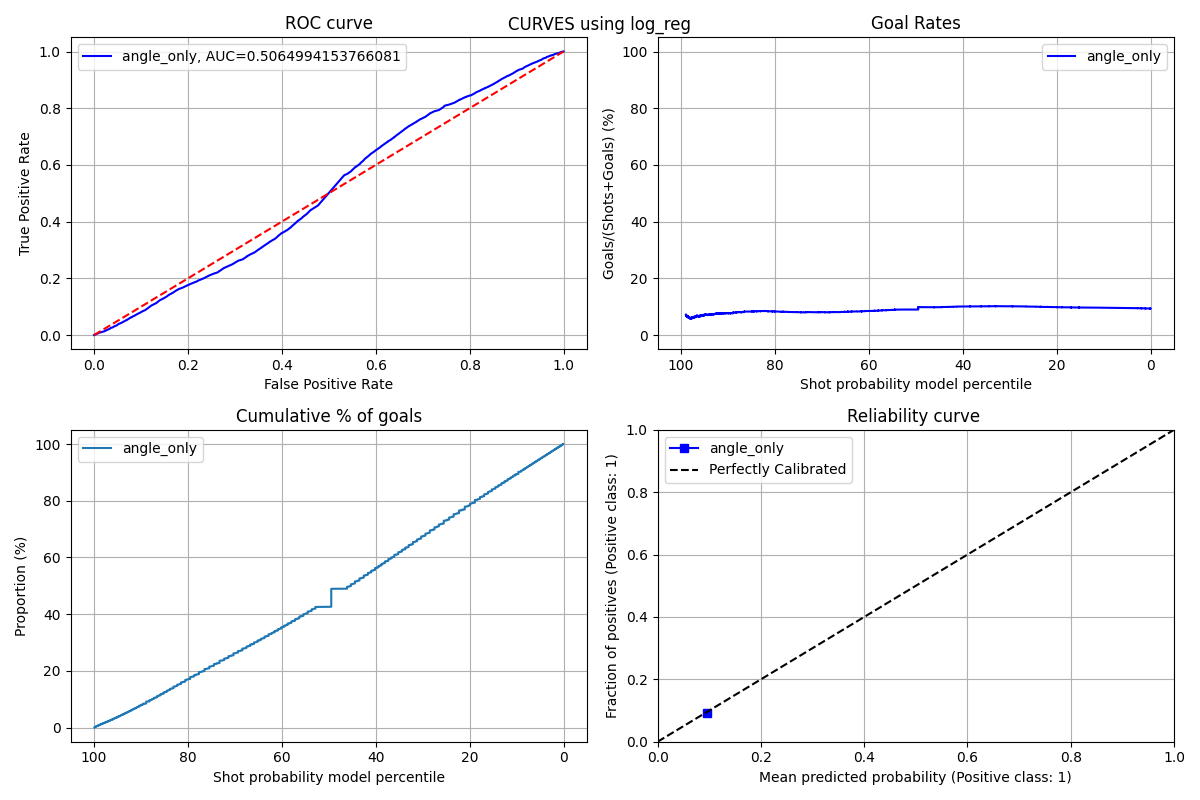 CURVES using log_reg
ROC curve
angle_only, AUC=0.5064994153766081
True Positive Rate
1.0
0.8
0.6
0.4
0.2
0.0
0.0 0.2 0.4 0.6 0.8 1.0
False Positive Rate
Goal Rates
angle_only
Goals/(Shots+Goals) (%)
100
80
60
40
20
0
100 80 60 40 20 0
Shot probability model percentile
Cumulative % of goals
angle_only
Proportion (%)
100
80
60
40
20
0
100 80 60 40 20 0
Shot probability model percentile
Reliability curve
angle_only
Perfectly Calibrated
Fraction of positives (Positive class: 1)
1.0
0.8
0.6
0.4
0.2
0.0
0.0 0.2 0.4 0.6 0.8 1.0
Mean predicted probability (Positive class: 1)